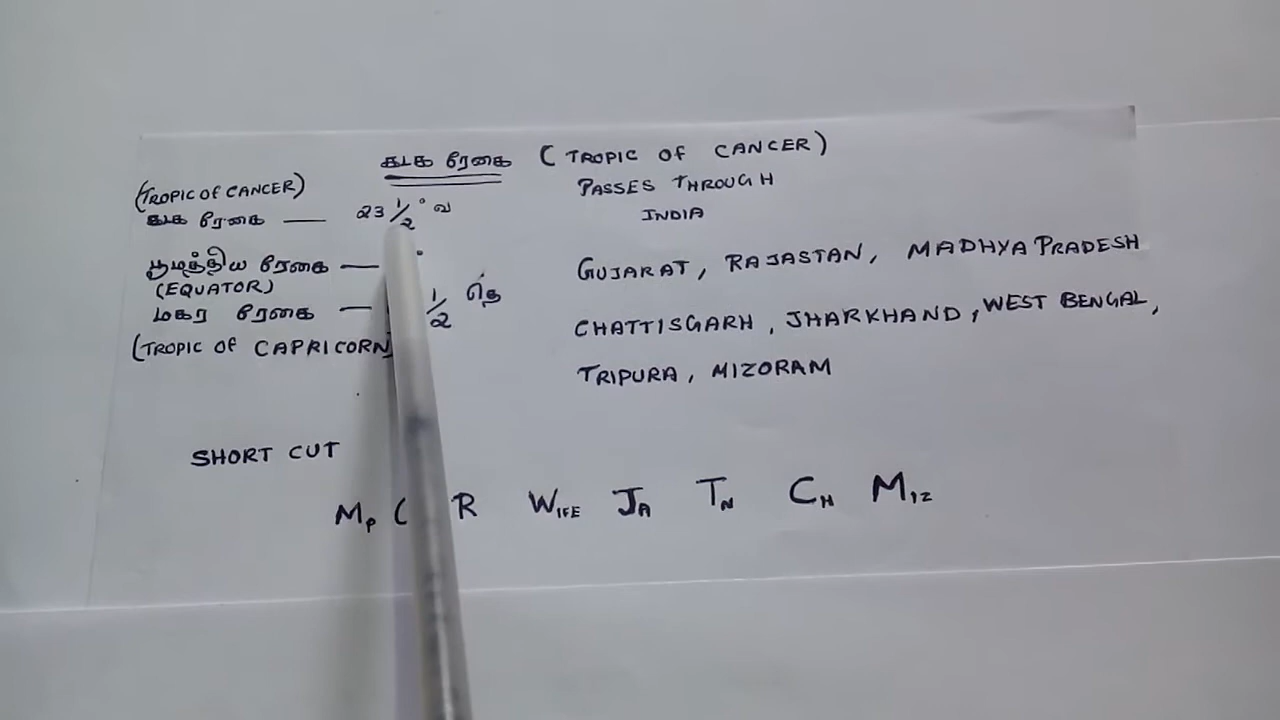 கடக ரேகை (TROPIC OF CANCER)
PASSES THROUGH
INDIA
(TROPIC OF CANCER)
கடக ரேகை — 23 1/2° வ
பூமத்திய ரேகை — °
(EQUATOR)
மகர ரேகை — 1/2 தெ
(TROPIC OF CAPRICORN)
GUJARAT, RAJASTAN, MADHYA PRADESH
CHATTISGARH, JHARKHAND, WEST BENGAL,
TRIPURA, MIZORAM
SHORT CUT
MP R WIFE JA TN CH MIZ